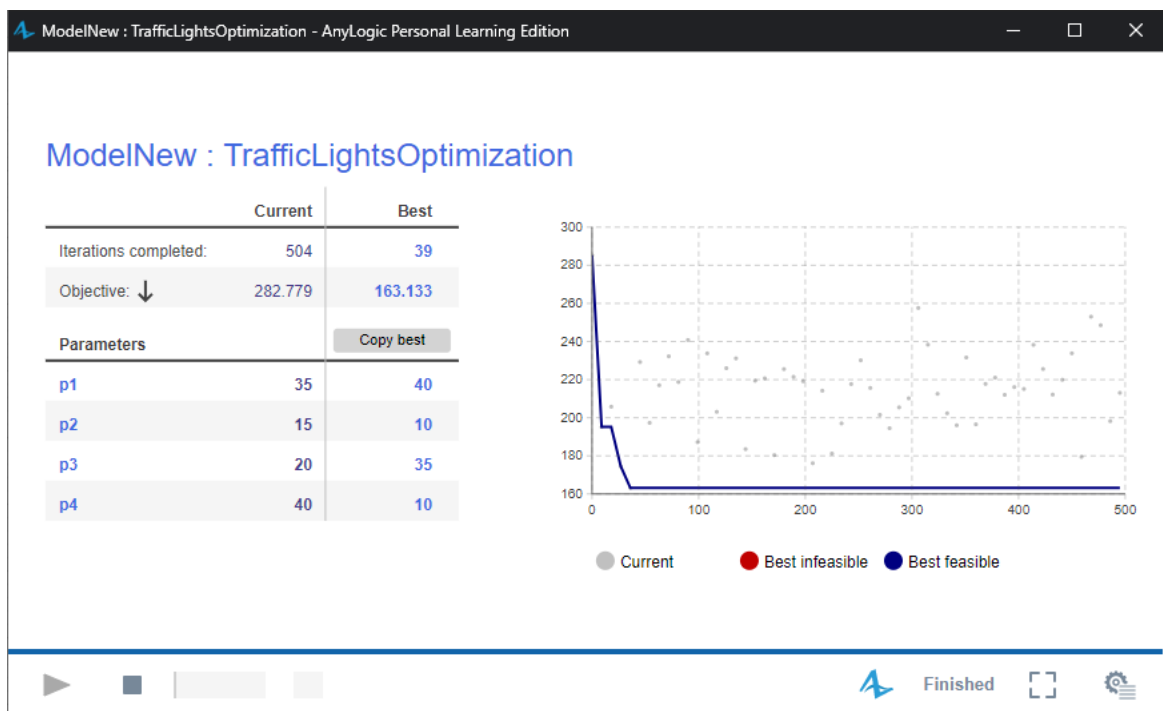 ModelNew : TrafficLightsOptimization - AnyLogic Personal Learning Edition
ModelNew : TrafficLightsOptimization
Current Best
Iterations completed: 504 39
Objective: 282.779 163.133
Parameters Copy best
p1 35 40
p2 15 10
p3 20 35
p4 40 10
300
280
260
240
220
200
180
160
0 100 200 300 400 500
Current Best infeasible Best feasible
Finished